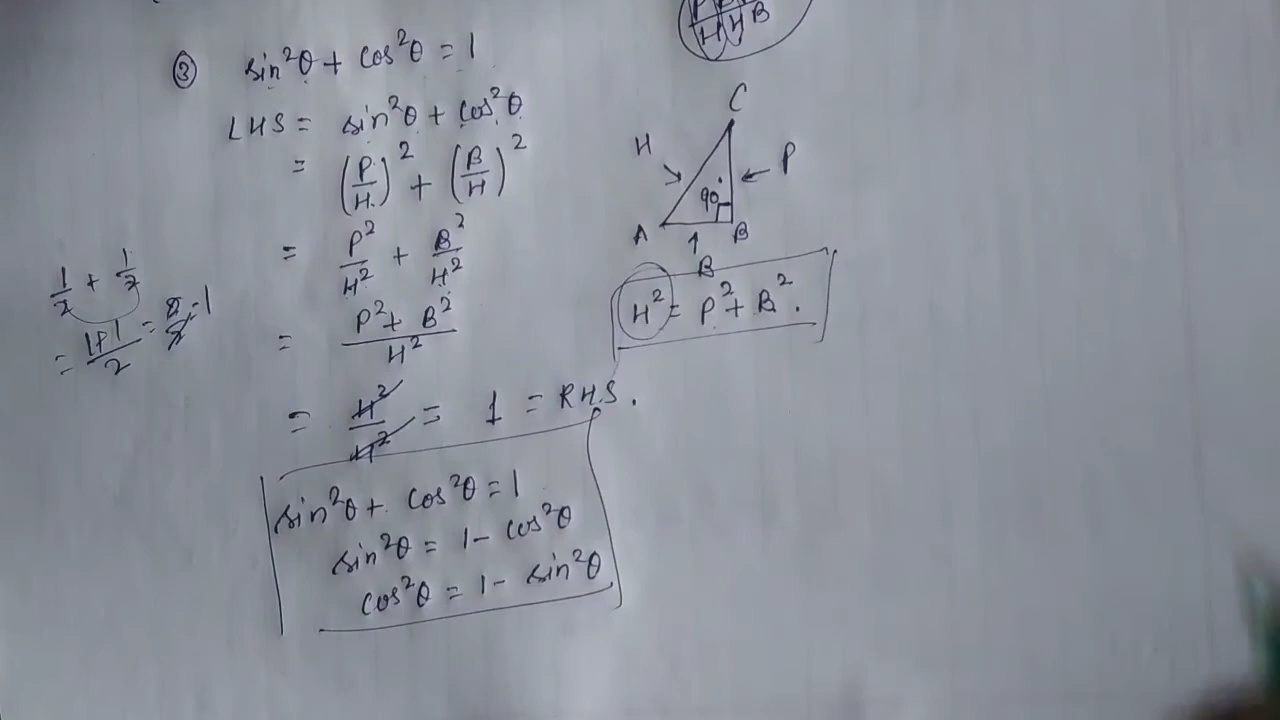 ③ sin²θ + cos²θ = 1
LHS = sin²θ + cos²θ
= (P/H)² + (B/H)²
= P²/H² + B²/H²
= (P² + B²)/H²
= H²/H² = 1 = RHS.
sin²θ + cos²θ = 1
sin²θ = 1 - cos²θ
cos²θ = 1 - sin²θ
1/2 + 1/2
= (1+1)/2 = 2/2 = 1
P
H H B
C
H
P
90
A
B
B
H² = P² + B².